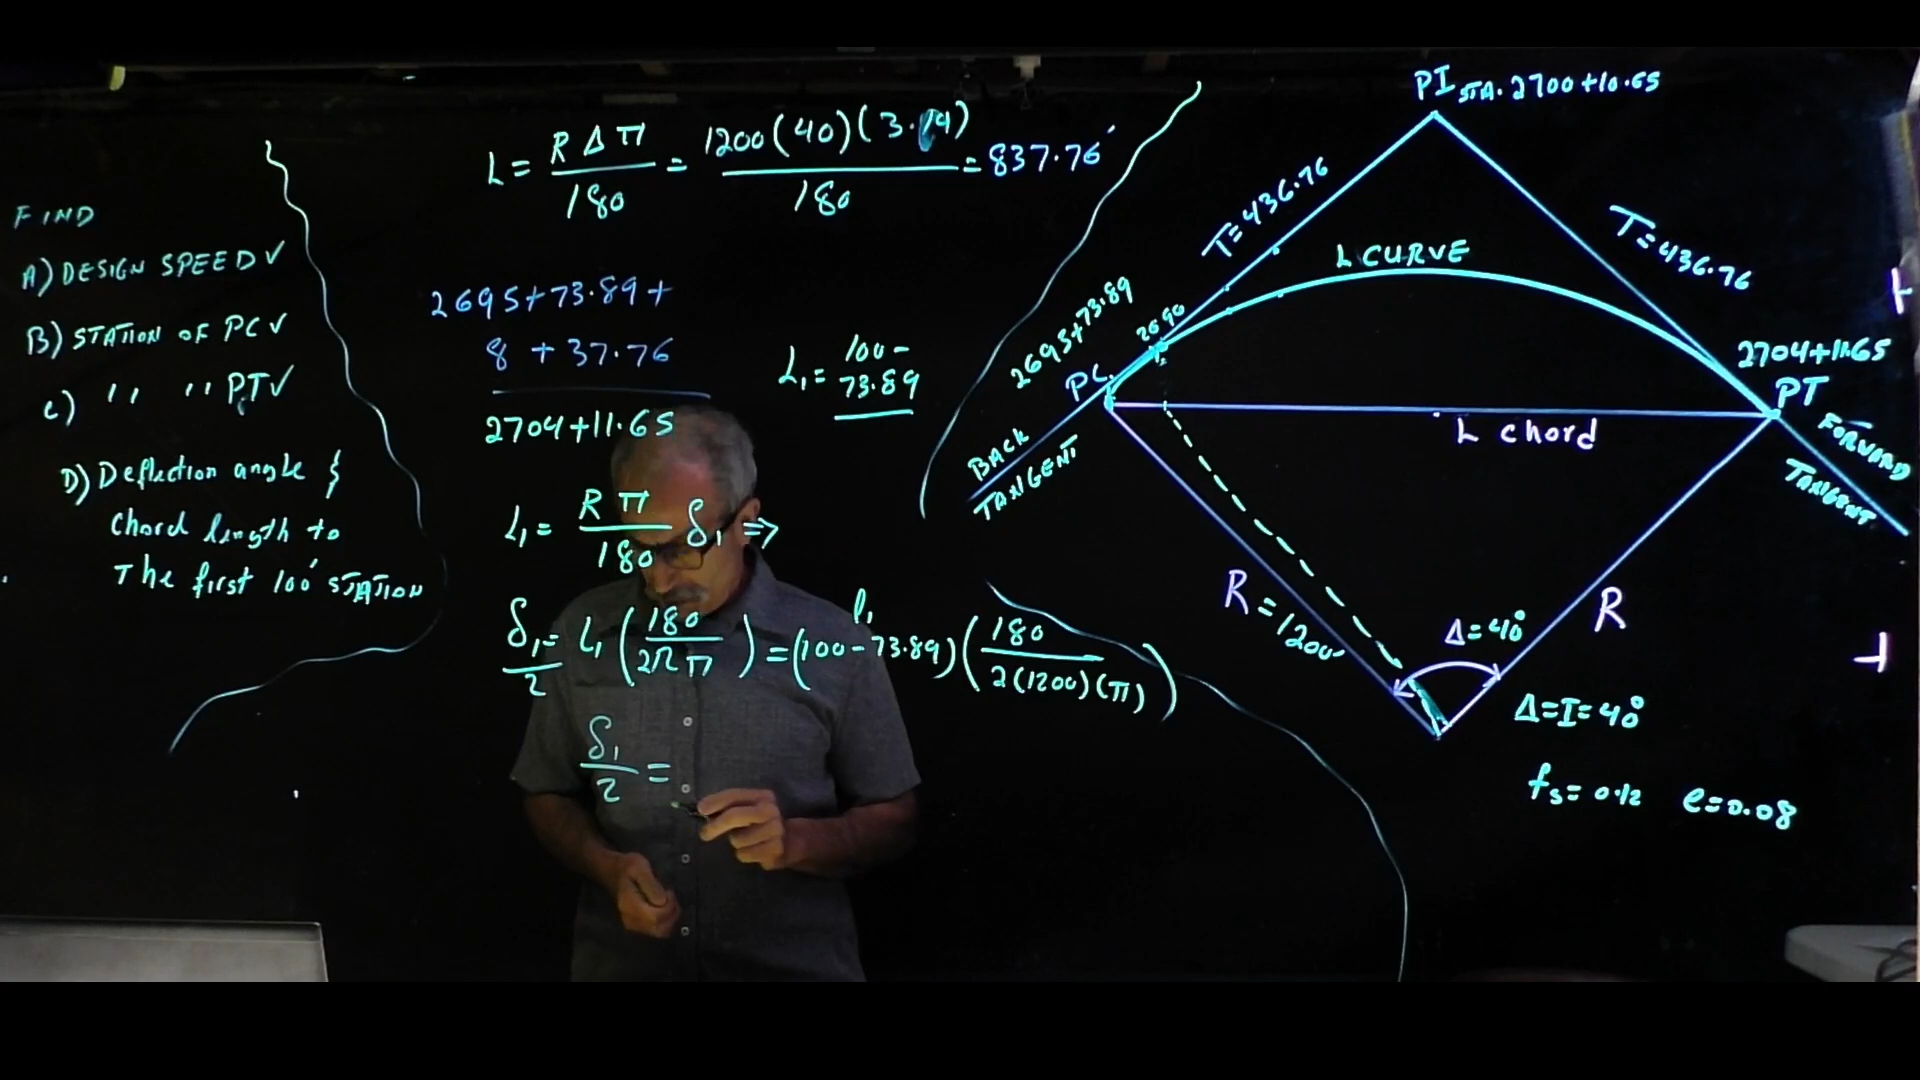 FIND
A) DESIGN SPEED ✓
B) STATION OF PC ✓
C) " " PT ✓
D) Deflection angle &
Chord length to
The first 100' STATION
L = R Δ π / 180 = 1200(40)(3.14) / 180 = 837.76'
2695+73.89+
8 + 37.76
2704+11.65
L₁ = 100 - 73.89
L₁ = R π / 180 δ₁ ⇒
δ₁/2 = L₁ (180 / 2R π) = (100-73.89) (180 / 2(1200)(π))
l₁
δ₁/2 =
PI STA. 2700+10.65
T=436.76
T=436.76
L CURVE
2695+73.89
2696
PC.
BACK
TANGENT
2704+11.65
PT
FORWARD
TANGENT
L chord
R = 1200'
R
Δ=40°
Δ=I=40°
fs= 0.12 e=0.08